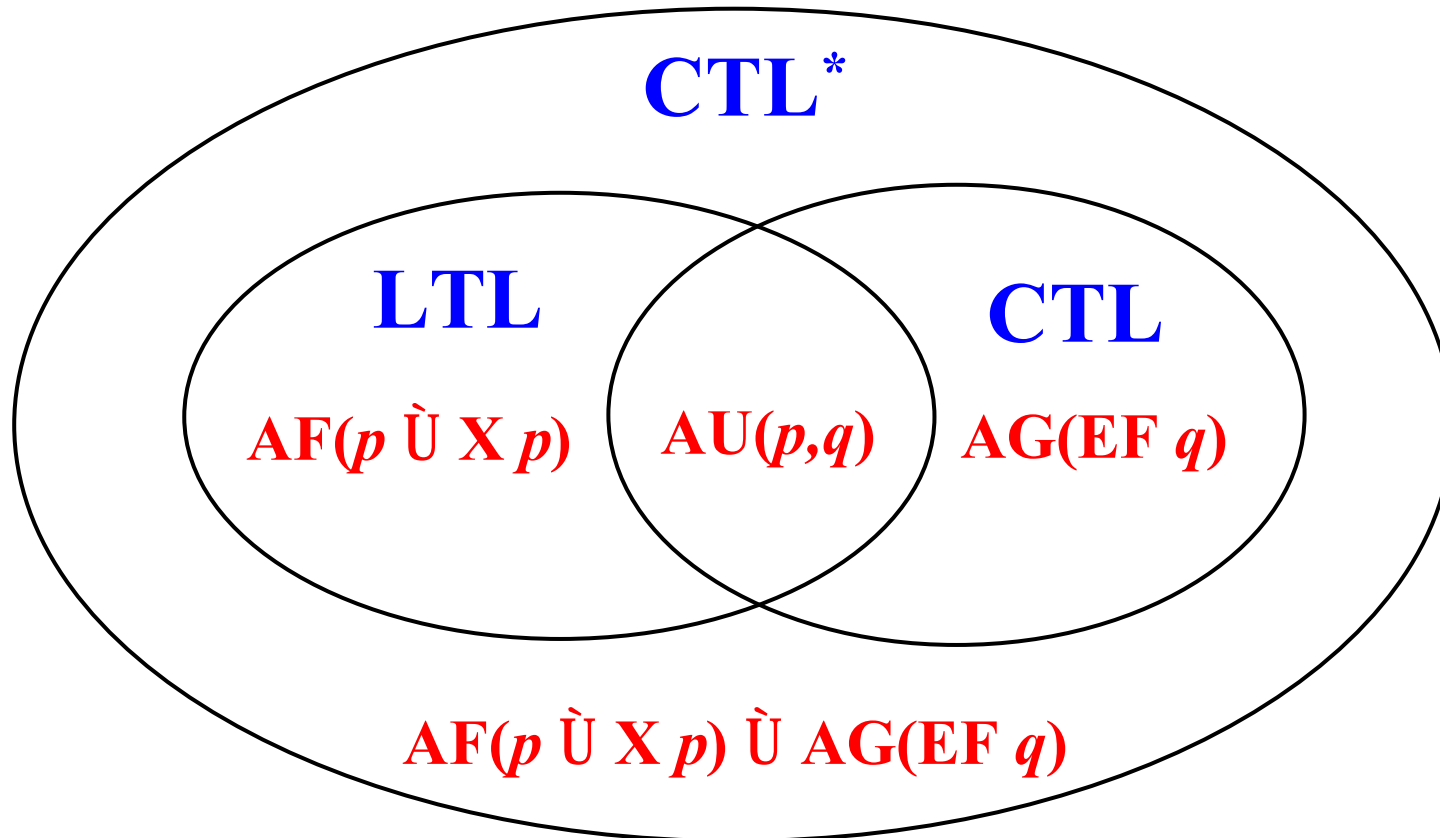 CTL*
LTL
CTL
AF(p Ù X p)
AU(p,q)
AG(EF q)
AF(p Ù X p) Ù AG(EF q)